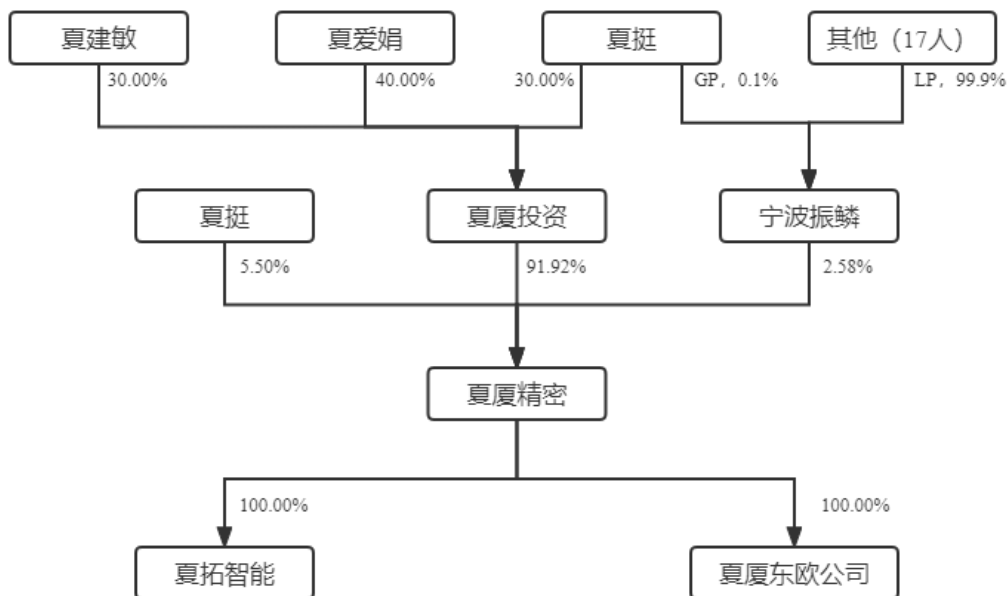 夏建敏
夏爱娟
夏挺
其他（17人）
30.00%
40.00%
30.00%
GP，0.1%
LP，99.9%
夏挺
夏厦投资
宁波振鳞
5.50%
91.92%
2.58%
夏厦精密
100.00%
100.00%
夏拓智能
夏厦东欧公司